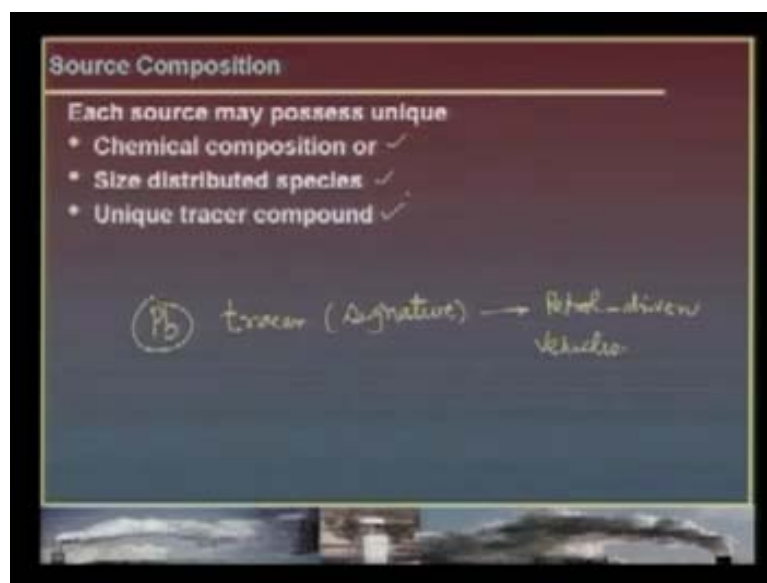 Source Composition
Each source may possess unique
• Chemical composition or ✓
• Size distributed species ✓
• Unique tracer compound ✓
Pb tracer (signature) → Petrol-driven
vehicles